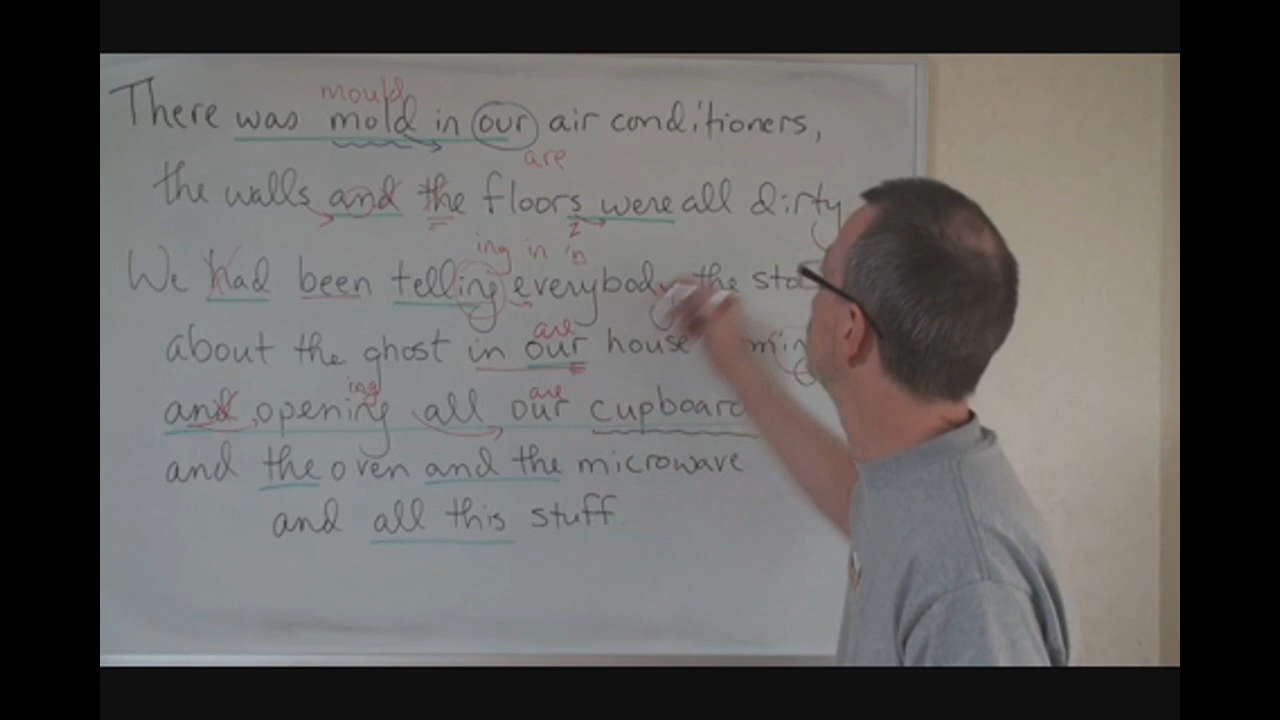 mould
There was mold in our air conditioners,
are
the walls and the floors were all dirty
z
ing in 'n
We had been telling everybody the
are
about the ghost in our house
ing are
and opening all our
and the oven and the microwave
and all this stuff